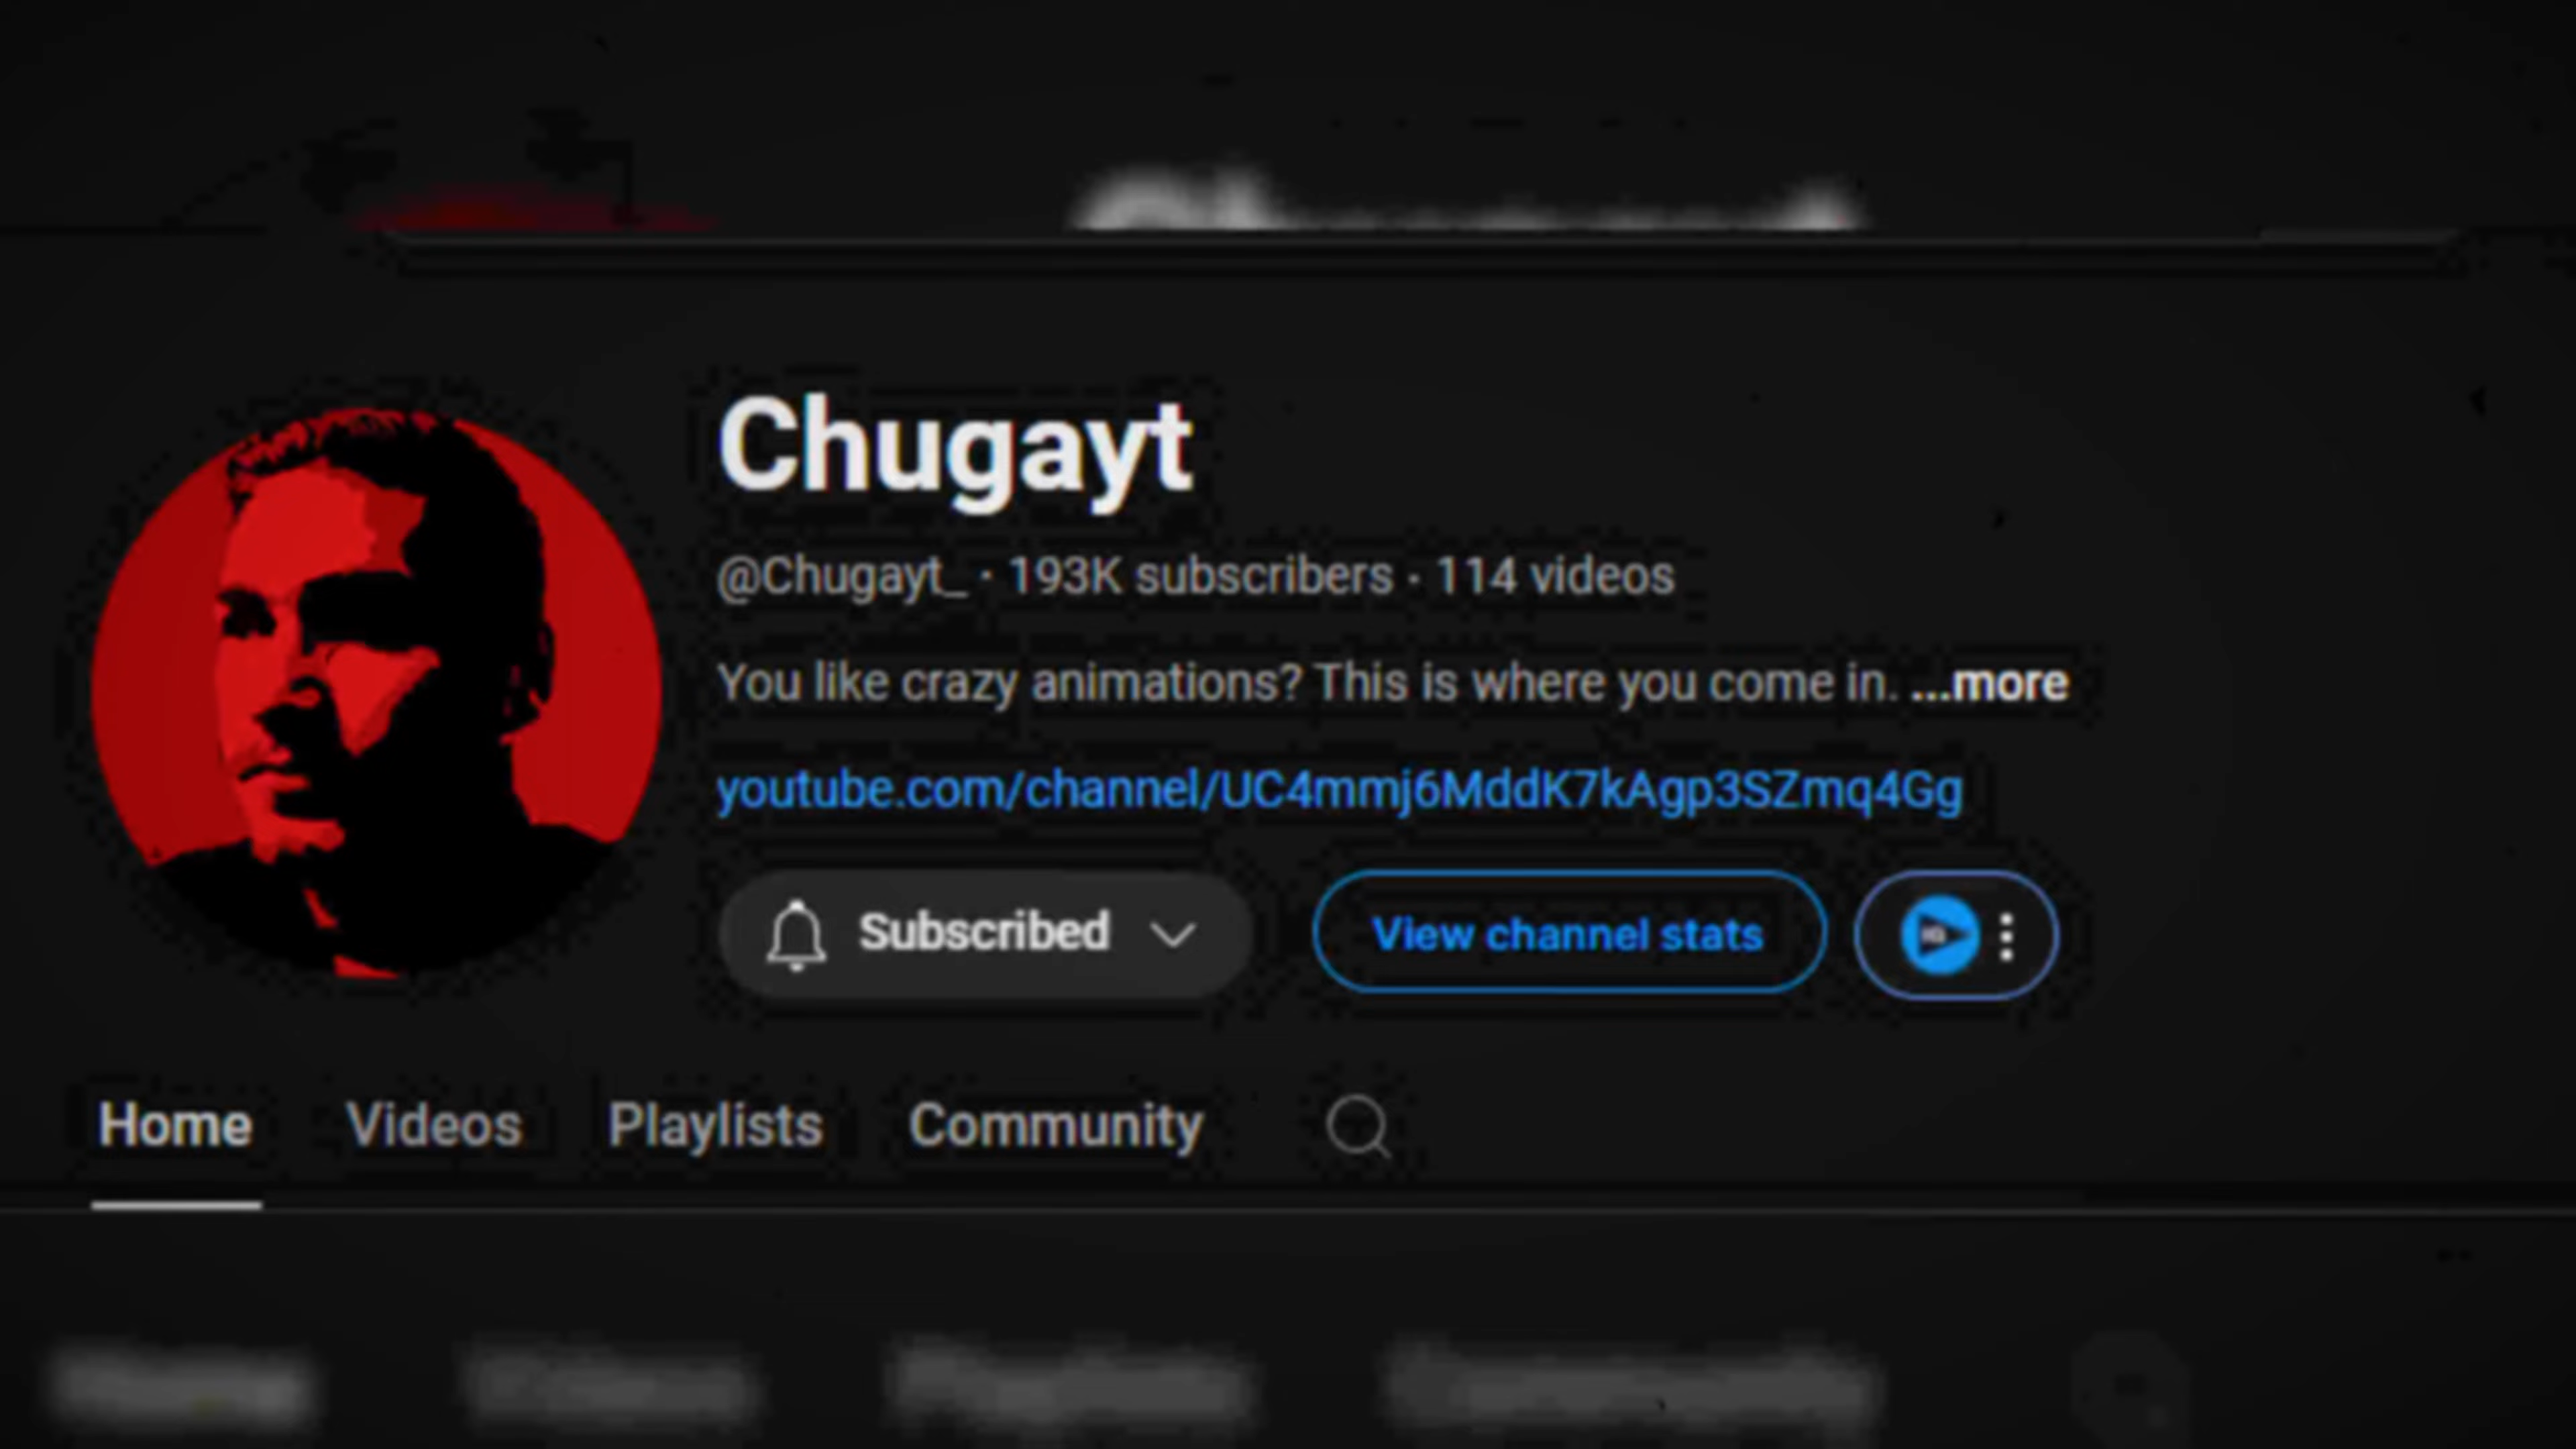 Chugayt
@Chugayt_ · 193K subscribers · 114 videos
You like crazy animations? This is where you come in. ...more
youtube.com/channel/UC4mmj6MddK7kAgp3SZmq4Gg
Subscribed
View channel stats
Home Videos Playlists Community